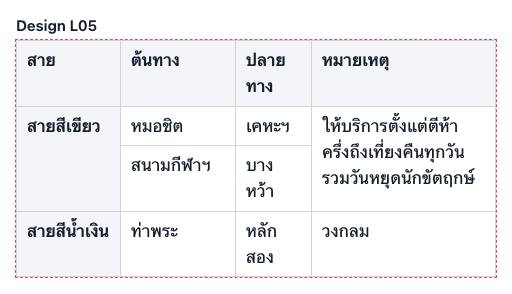 Design L05
สาย ต้นทาง ปลาย
ทาง หมายเหตุ
สายสีเขียว หมอชิต เคหะฯ ให้บริการตั้งแต่ตีห้า
ครึ่งถึงเที่ยงคืนทุกวัน
รวมวันหยุดนักขัตฤกษ์
สนามกีฬาฯ บาง
หว้า
สายสีน้ำเงิน ท่าพระ หลัก
สอง วงกลม